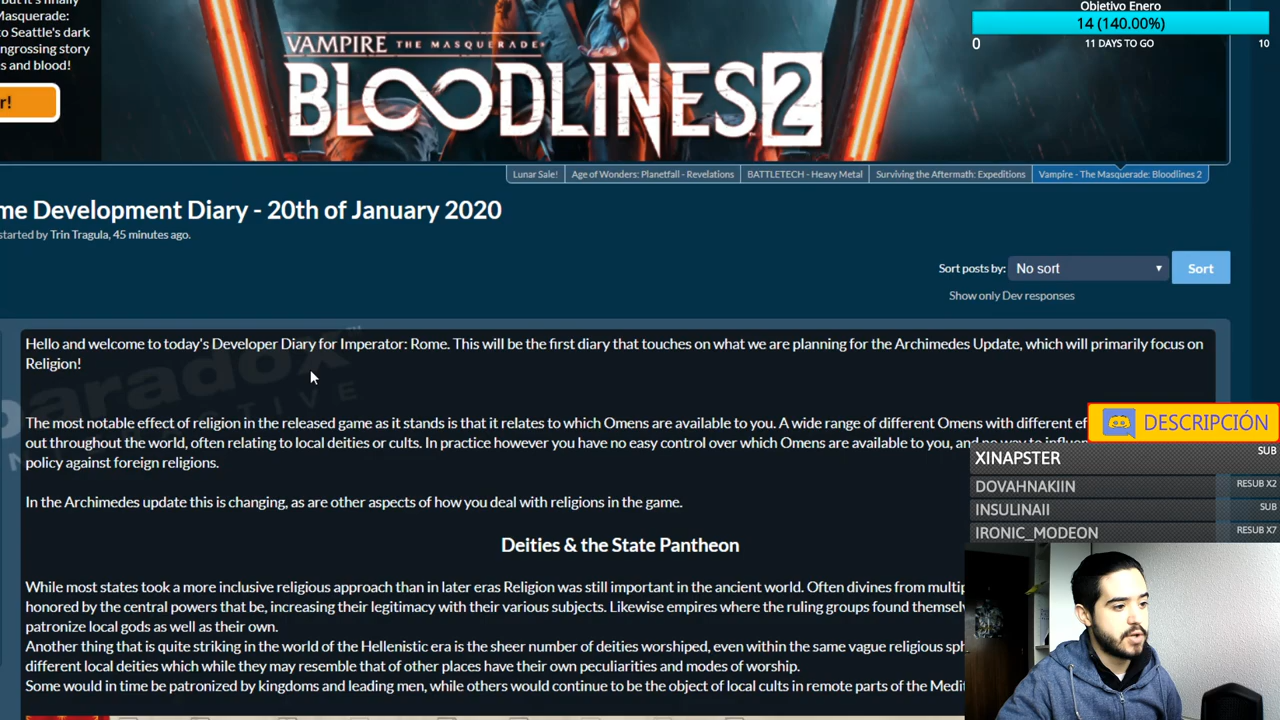 but it's finally
Masquerade:
to Seattle's dark
engrossing story
s and blood!
r!
VAMPIRE THE MASQUERADE®
BLOODLINES 2
Objetivo Enero
14 (140.00%)
0 11 DAYS TO GO 10
Lunar Sale! Age of Wonders: Planetfall - Revelations BATTLETECH - Heavy Metal Surviving the Aftermath: Expeditions Vampire - The Masquerade: Bloodlines 2
me Development Diary - 20th of January 2020
started by Trin Tragula, 45 minutes ago.
Sort posts by: No sort Sort
Show only Dev responses
Hello and welcome to today's Developer Diary for Imperator: Rome. This will be the first diary that touches on what we are planning for the Archimedes Update, which will primarily focus on
Religion!
paradox™
The most notable effect of religion in the released game as it stands is that it relates to which Omens are available to you. A wide range of different Omens with different ef
out throughout the world, often relating to local deities or cults. In practice however you have no easy control over which Omens are available to you, and no way to influen
policy against foreign religions.
In the Archimedes update this is changing, as are other aspects of how you deal with religions in the game.
Deities & the State Pantheon
While most states took a more inclusive religious approach than in later eras Religion was still important in the ancient world. Often divines from multip
honored by the central powers that be, increasing their legitimacy with their various subjects. Likewise empires where the ruling groups found themsel
patronize local gods as well as their own.
Another thing that is quite striking in the world of the Hellenistic era is the sheer number of deities worshiped, even within the same vague religious sph
different local deities which while they may resemble that of other places have their own peculiarities and modes of worship.
Some would in time be patronized by kingdoms and leading men, while others would continue to be the object of local cults in remote parts of the Medit
DESCRIPCIÓN
XINAPSTER SUB
DOVAHNAKIIN RESUB X2
INSULINAII SUB
IRONIC_MODEON RESUB X7